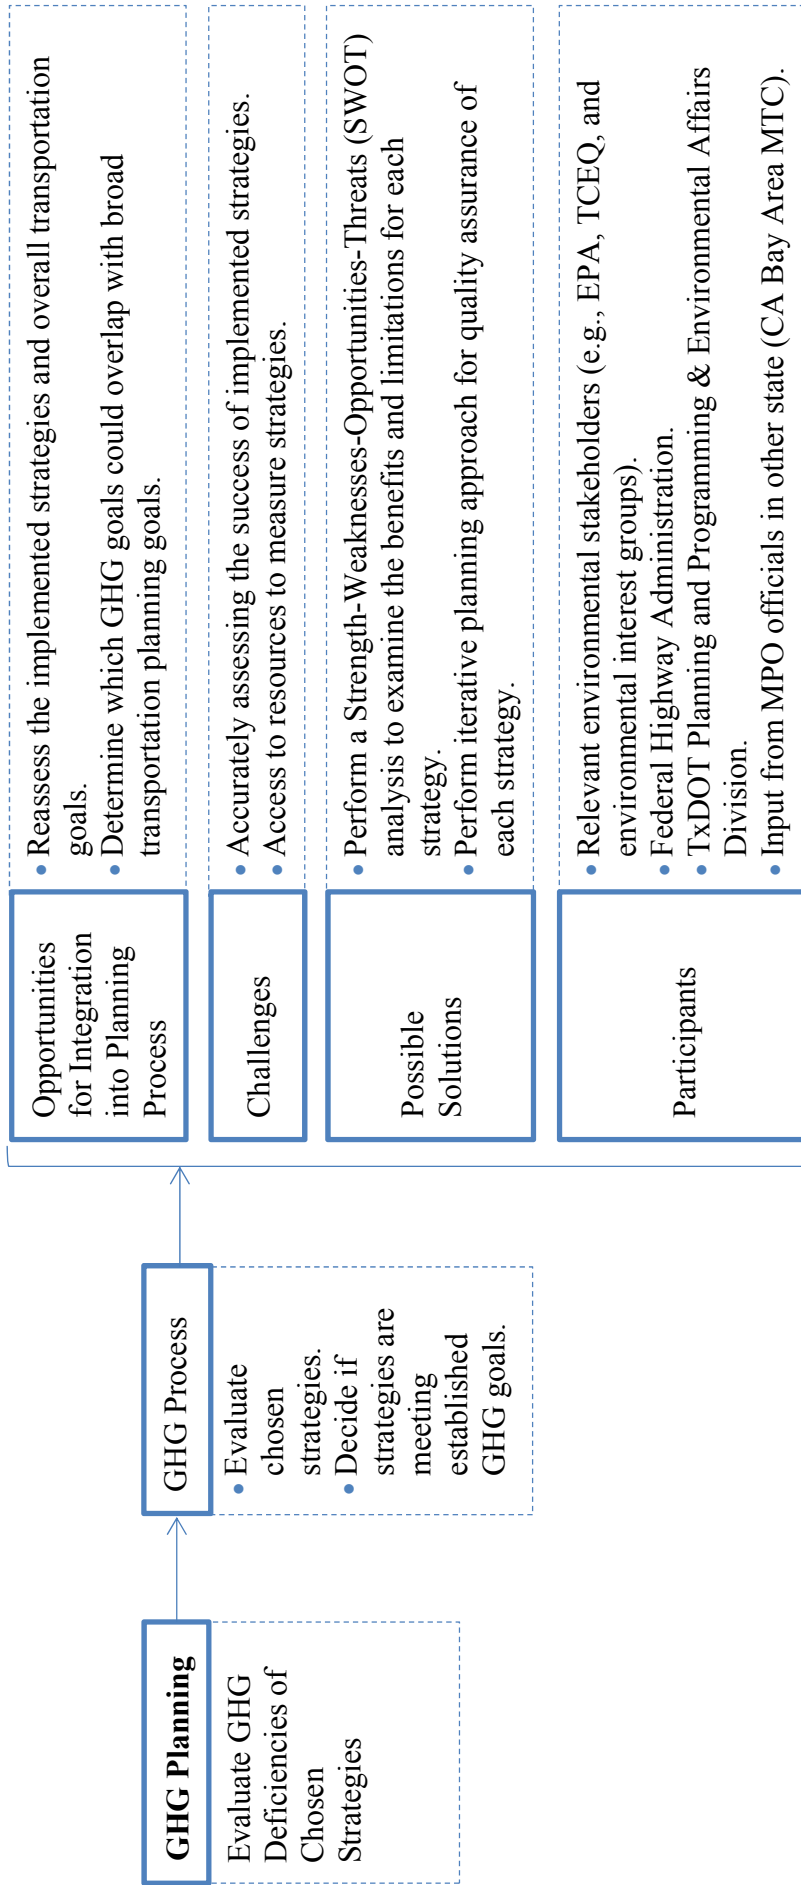 GHG Planning
Evaluate GHG
Deficiencies of
Chosen
Strategies
GHG Process
• Evaluate
chosen
strategies.
• Decide if
strategies are
meeting
established
GHG goals.
Opportunities
for Integration
into Planning
Process
• Reassess the implemented strategies and overall transportation
goals.
• Determine which GHG goals could overlap with broad
transportation planning goals.
Challenges
• Accurately assessing the success of implemented strategies.
• Access to resources to measure strategies.
Possible
Solutions
• Perform a Strength-Weaknesses-Opportunities-Threats (SWOT)
analysis to examine the benefits and limitations for each
strategy.
• Perform iterative planning approach for quality assurance of
each strategy.
Participants
• Relevant environmental stakeholders (e.g., EPA, TCEQ, and
environmental interest groups).
• Federal Highway Administration.
• TxDOT Planning and Programming & Environmental Affairs
Division.
• Input from MPO officials in other state (CA Bay Area MTC).